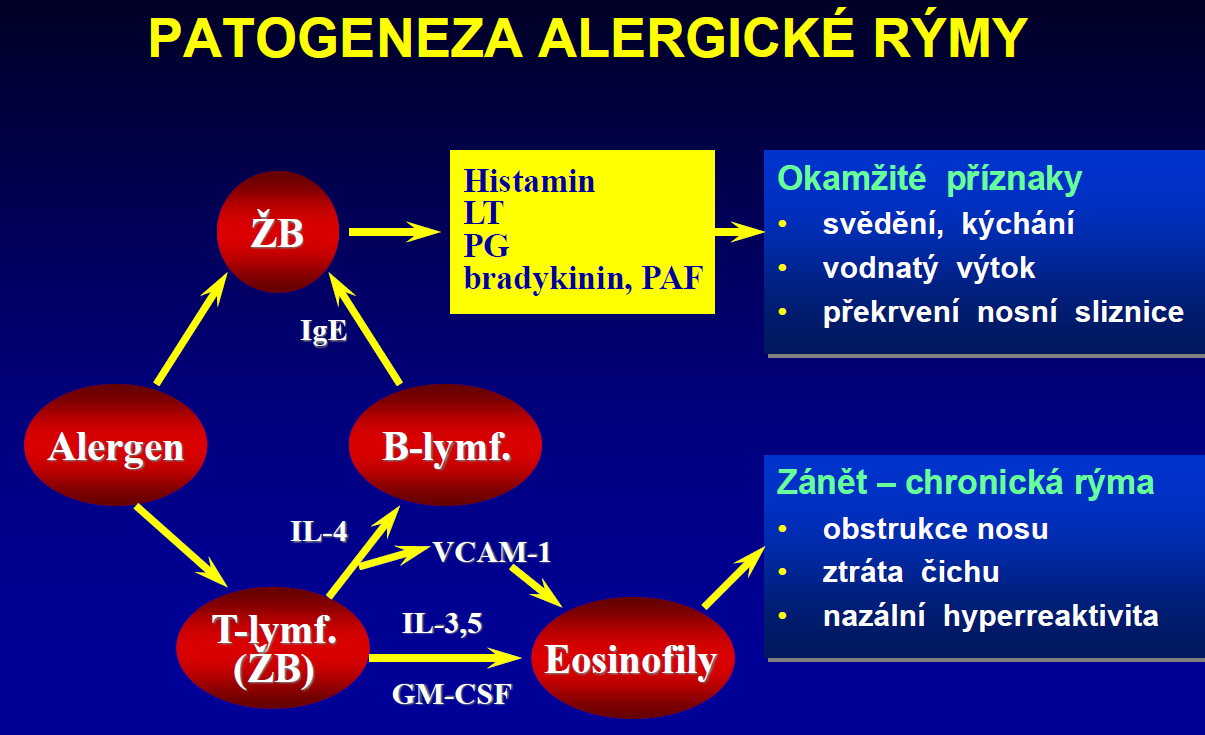 PATOGENEZA ALERGICKÉ RÝMY
ŽB
Histamin
LT
PG
bradykinin, PAF
Okamžité příznaky
• svědění, kýchání
• vodnatý výtok
• překrvení nosní sliznice
IgE
Alergen
B-lymf.
IL-4
VCAM-1
T-lymf.
(ŽB)
IL-3,5
GM-CSF
Eosinofily
Zánět – chronická rýma
• obstrukce nosu
• ztráta čichu
• nazální hyperreaktivita